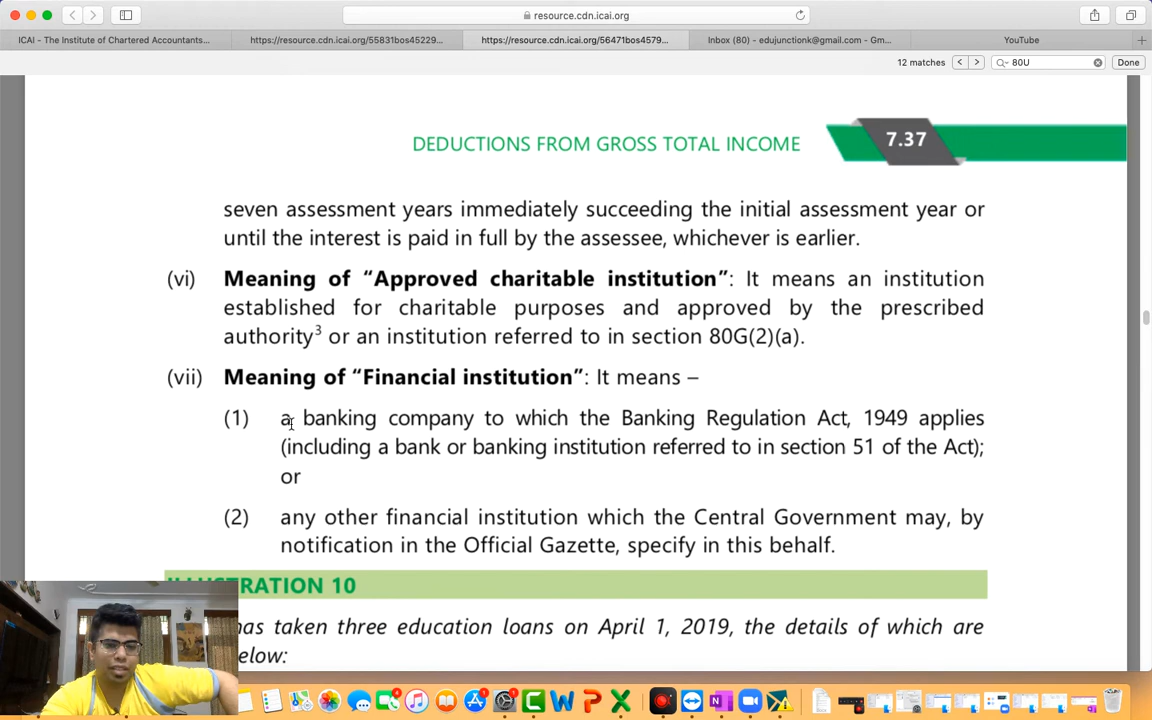 resource.cdn.icai.org
ICAI - The Institute of Chartered Accountants...
https://resource.cdn.icai.org/55831bos45229...
https://resource.cdn.icai.org/56471bos4579...
Inbox (80) - edujunctionk@gmail.com - Gm...
YouTube
12 matches
80U
Done
DEDUCTIONS FROM GROSS TOTAL INCOME
7.37
seven assessment years immediately succeeding the initial assessment year or
until the interest is paid in full by the assessee, whichever is earlier.
(vi) Meaning of “Approved charitable institution”: It means an institution
established for charitable purposes and approved by the prescribed
authority³ or an institution referred to in section 80G(2)(a).
(vii) Meaning of “Financial institution”: It means –
(1) a banking company to which the Banking Regulation Act, 1949 applies
(including a bank or banking institution referred to in section 51 of the Act);
or
(2) any other financial institution which the Central Government may, by
notification in the Official Gazette, specify in this behalf.
ILLUSTRATION 10
has taken three education loans on April 1, 2019, the details of which are
below: